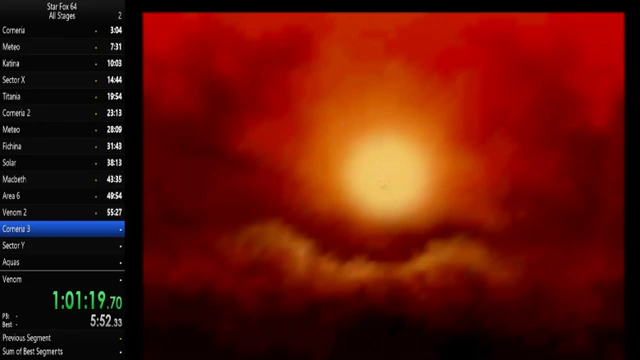 Star Fox 64
All Stages 2
Corneria - 3:04
Meteo - 7:31
Katina - 10:03
Sector X - 14:44
Titania - 19:54
Corneria 2 - 23:13
Meteo - 28:09
Fichina - 31:43
Solar - 38:13
Macbeth - 43:35
Area 6 - 49:54
Venom 2 - 55:27
Corneria 3 -
Sector Y -
Aquas -
Venom -
1:01:19.70
PB: -
Best - 5:52.33
Previous Segment -
Sum of Best Segments -